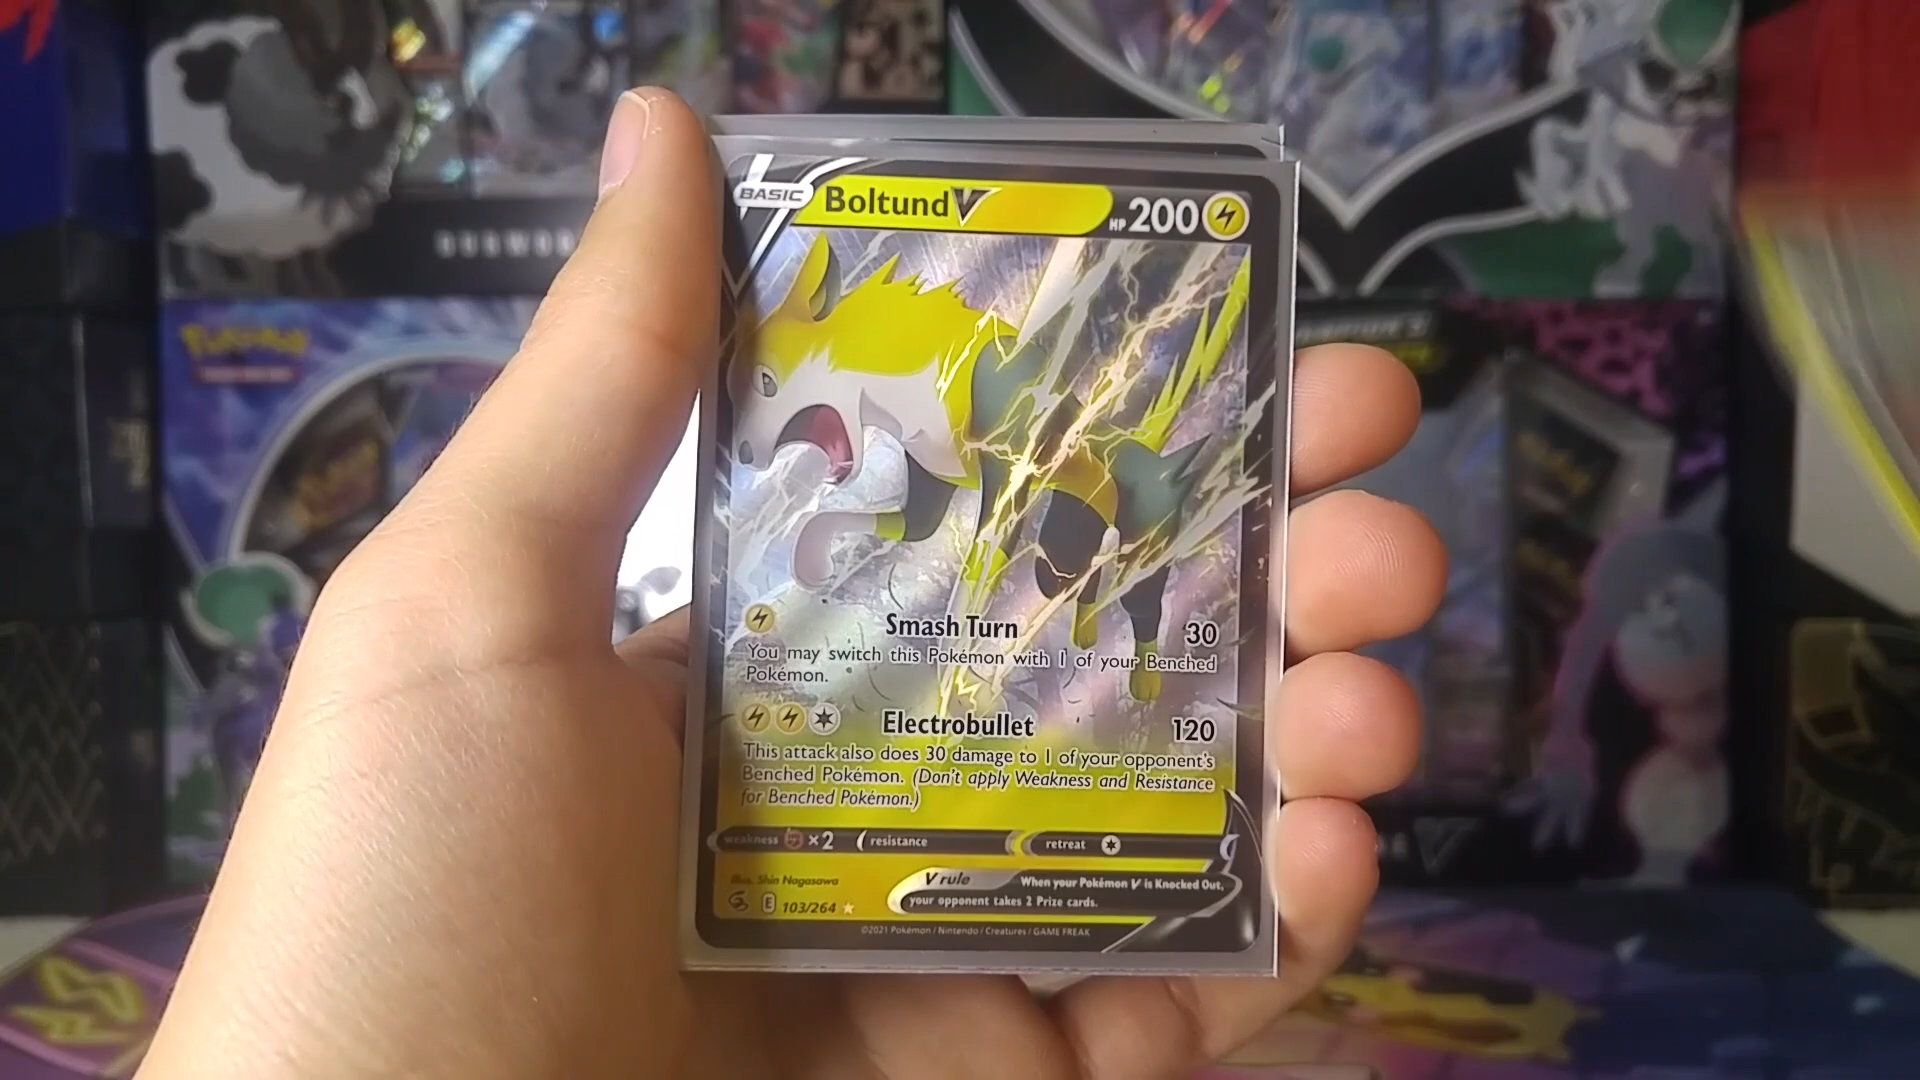 BASIC
Boltund V
HP 200
Smash Turn 30
You may switch this Pokémon with 1 of your Benched
Pokémon.
Electrobullet 120
This attack also does 30 damage to 1 of your opponent's
Benched Pokémon. (Don't apply Weakness and Resistance
for Benched Pokémon.)
weakness ×2 resistance retreat
Illus. Shin Nagasawa
V rule When your Pokémon V is Knocked Out,
your opponent takes 2 Prize cards.
E 103/264
©2021 Pokémon / Nintendo / Creatures / GAME FREAK
Pokémon